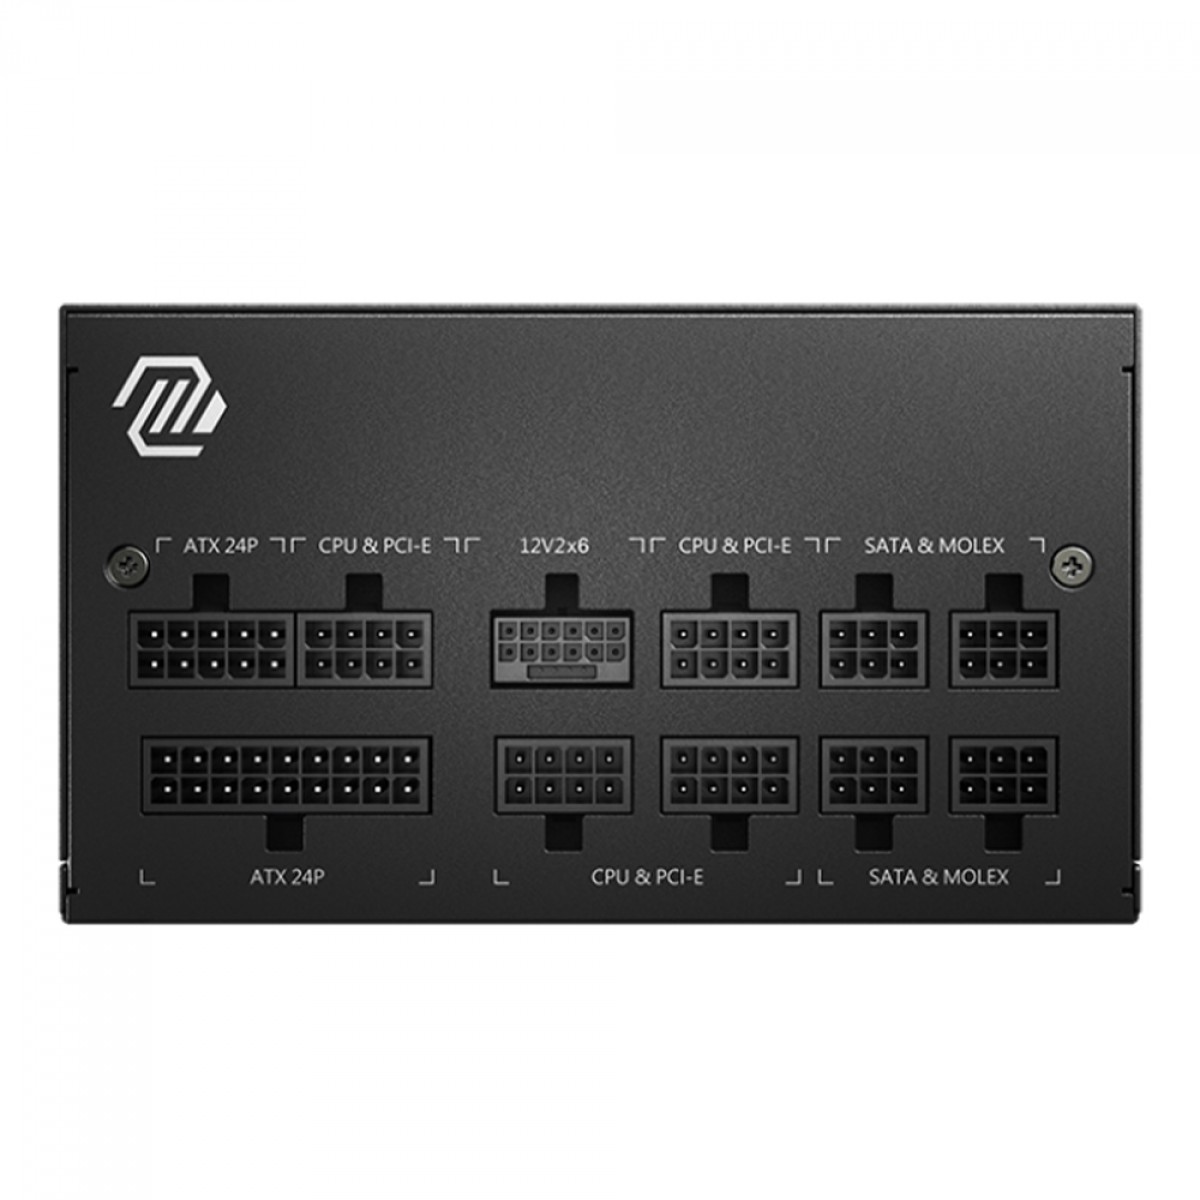 ATX 24P
CPU & PCI-E
12V2x6
CPU & PCI-E
SATA & MOLEX
ATX 24P
CPU & PCI-E
SATA & MOLEX